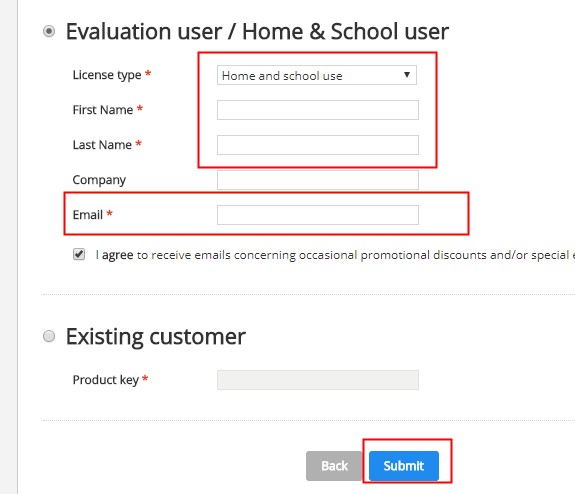 Evaluation user / Home & School user
License type * Home and school use
First Name *
Last Name *
Company
Email *
I agree to receive emails concerning occasional promotional discounts and/or special
Existing customer
Product key *
Back Submit